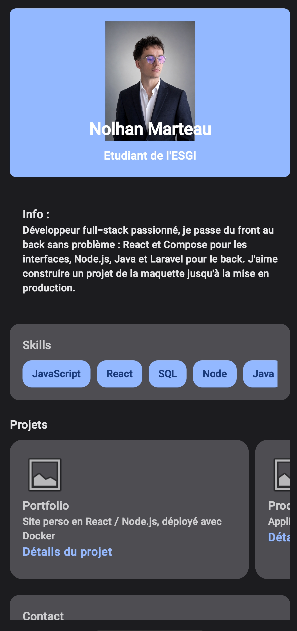 Nolhan Marteau
Etudiant de l'ESGI
Info :
Développeur full-stack passionné, je passe du front au
back sans problème : React et Compose pour les
interfaces, Node.js, Java et Laravel pour le back. J'aime
construire un projet de la maquette jusqu'à la mise en
production.
Skills
JavaScript React SQL Node Java
Projets
Portfolio
Site perso en React / Node.js, déployé avec
Docker
Détails du projet
Contact